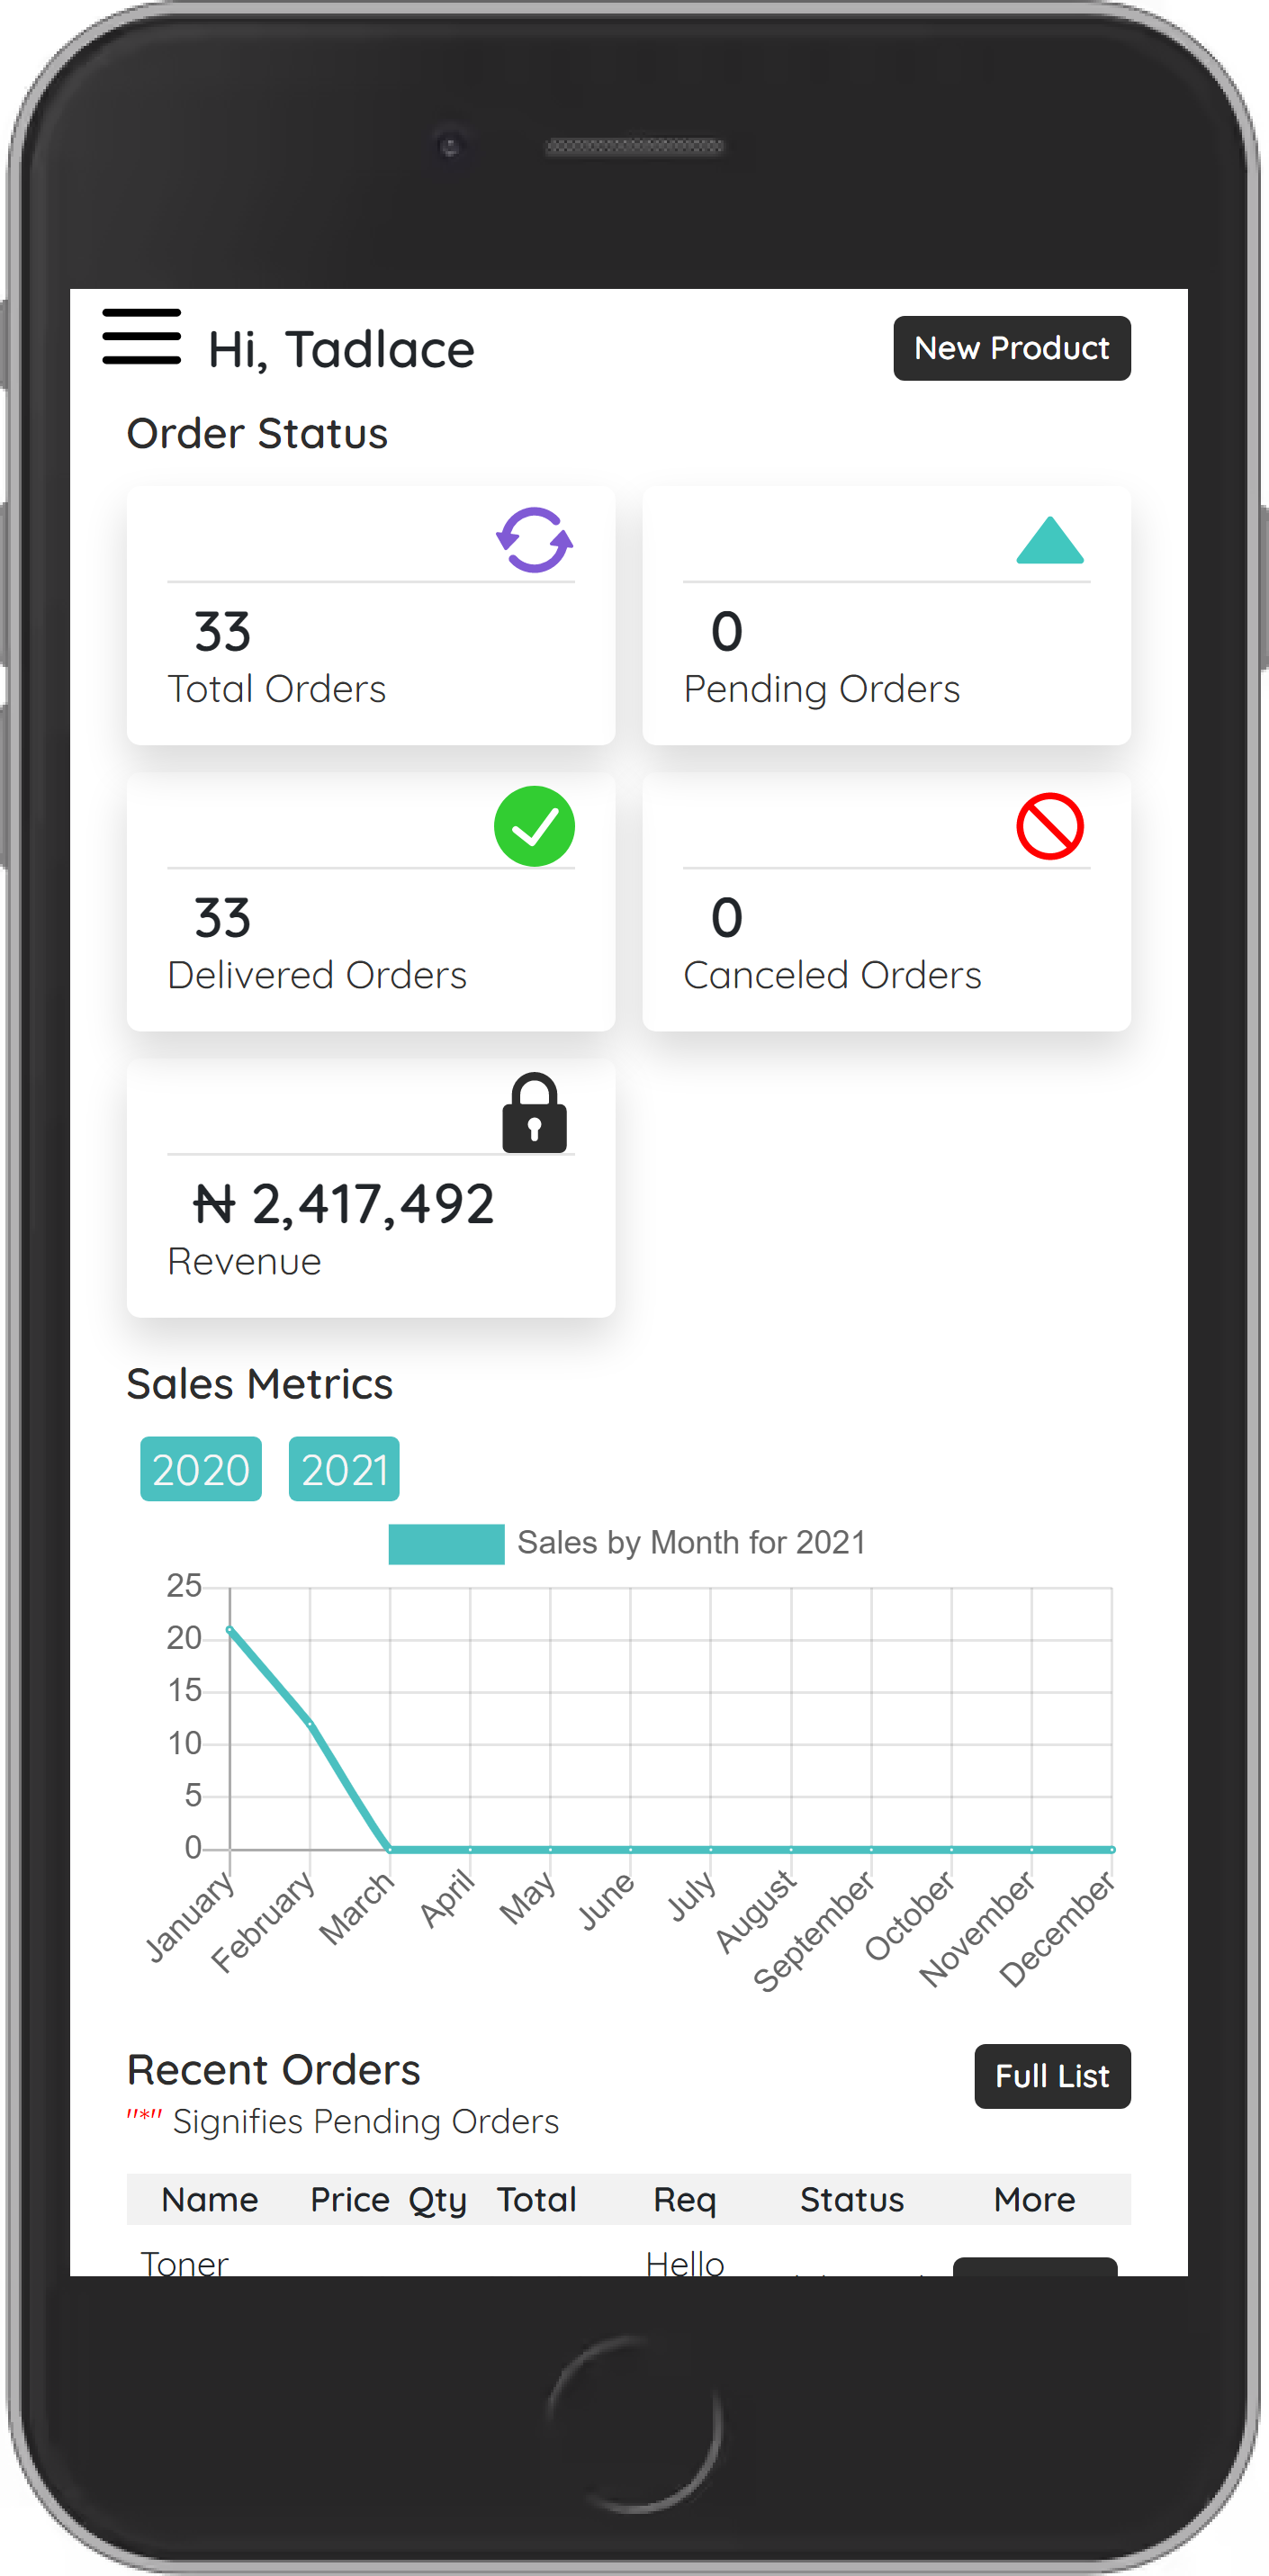 Hi, Tadlace
New Product
Order Status
33
Total Orders
0
Pending Orders
33
Delivered Orders
0
Canceled Orders
₦ 2,417,492
Revenue
Sales Metrics
2020 2021
Sales by Month for 2021
25
20
15
10
5
0
January February March April May June July August September October November December
Recent Orders
Full List
"*" Signifies Pending Orders
Name Price Qty Total Req Status More
Toner Hello